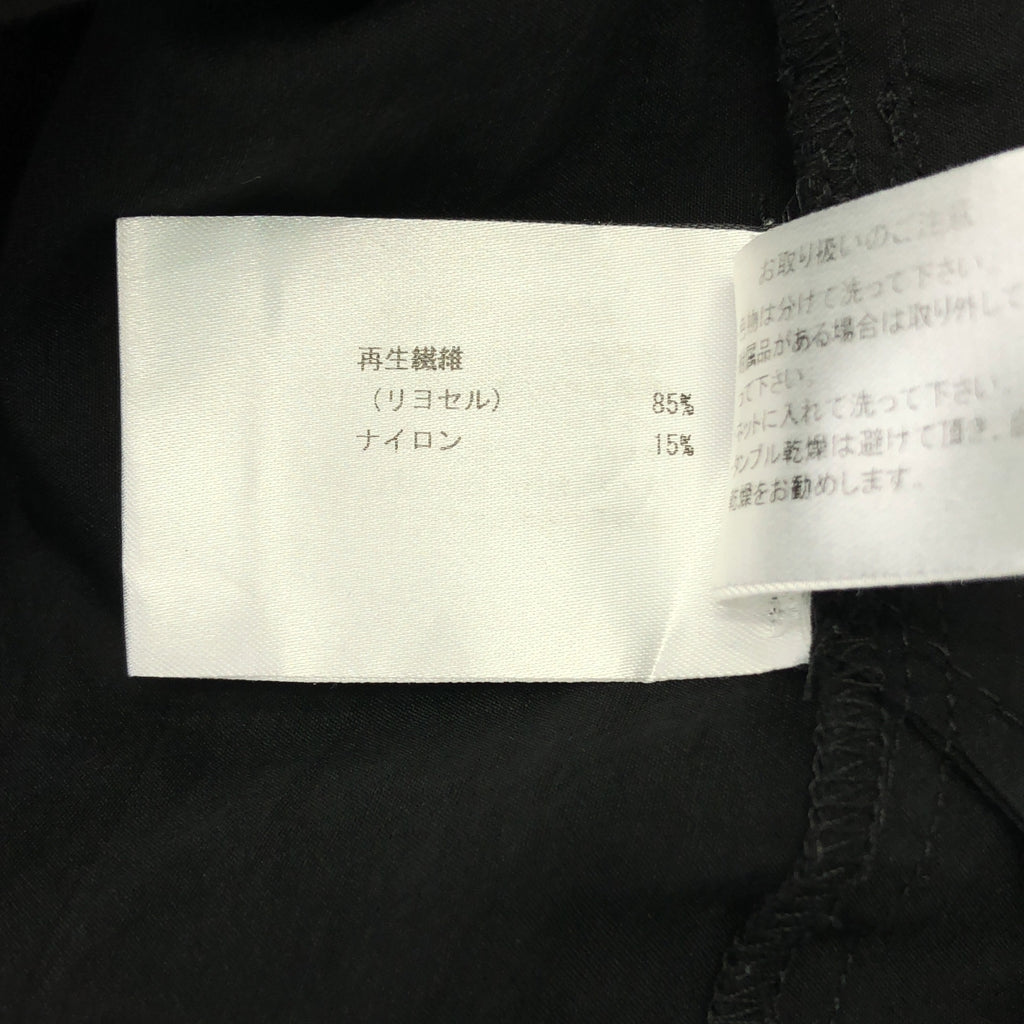 再生繊維
（リヨセル） 85%
ナイロン 15%
お取り扱いのご注意
物は分けて洗って下さい。
属品がある場合は取り外して
って下さい。
ネットに入れて洗って下さい。
タンブル乾燥は避けて頂き、
乾燥をお勧めします。